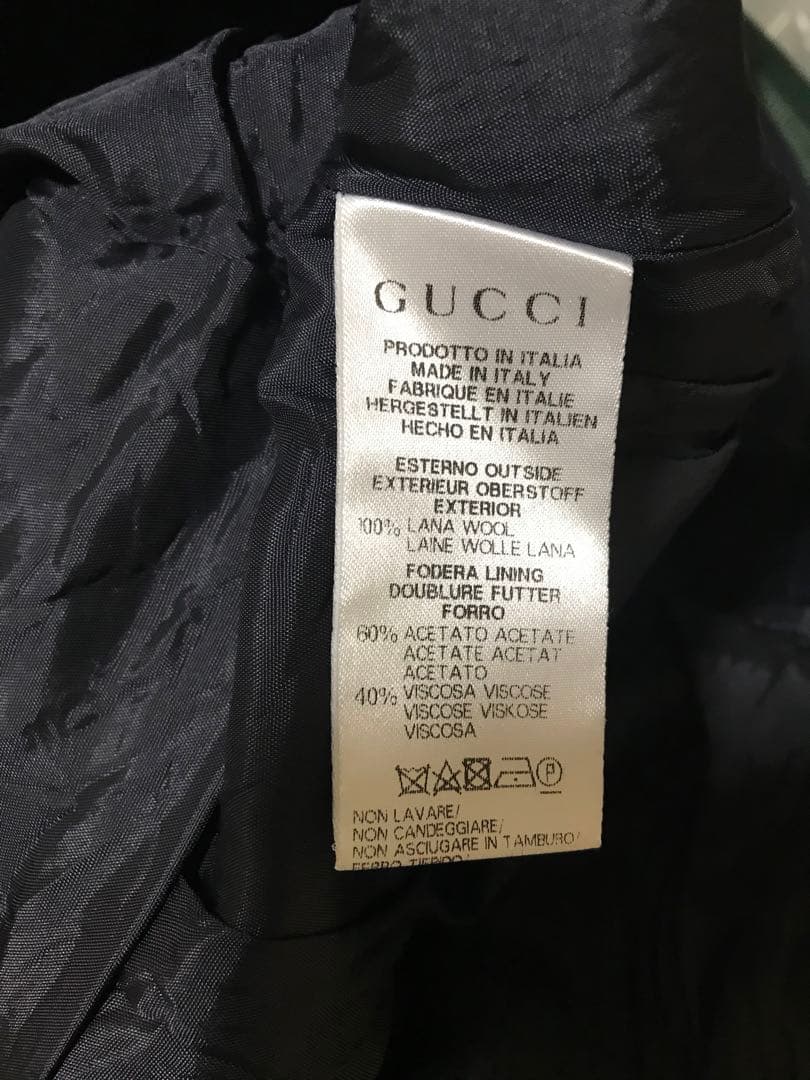 GUCCI
PRODOTTO IN ITALIA
MADE IN ITALY
FABRIQUE EN ITALIE
HERGESTELLT IN ITALIEN
HECHO EN ITALIA
ESTERNO OUTSIDE
EXTERIEUR OBERSTOFF
EXTERIOR
100% LANA WOOL
LAINE WOLLE LANA
FODERA LINING
DOUBLURE FUTTER
FORRO
60% ACETATO ACETATE
ACETATE ACETAT
ACETATO
40% VISCOSA VISCOSE
VISCOSE VISKOSE
VISCOSA
P
NON LAVARE/
NON CANDEGGIARE/
NON ASCIUGARE IN TAMBURO/
FERRO TIEPIDO/